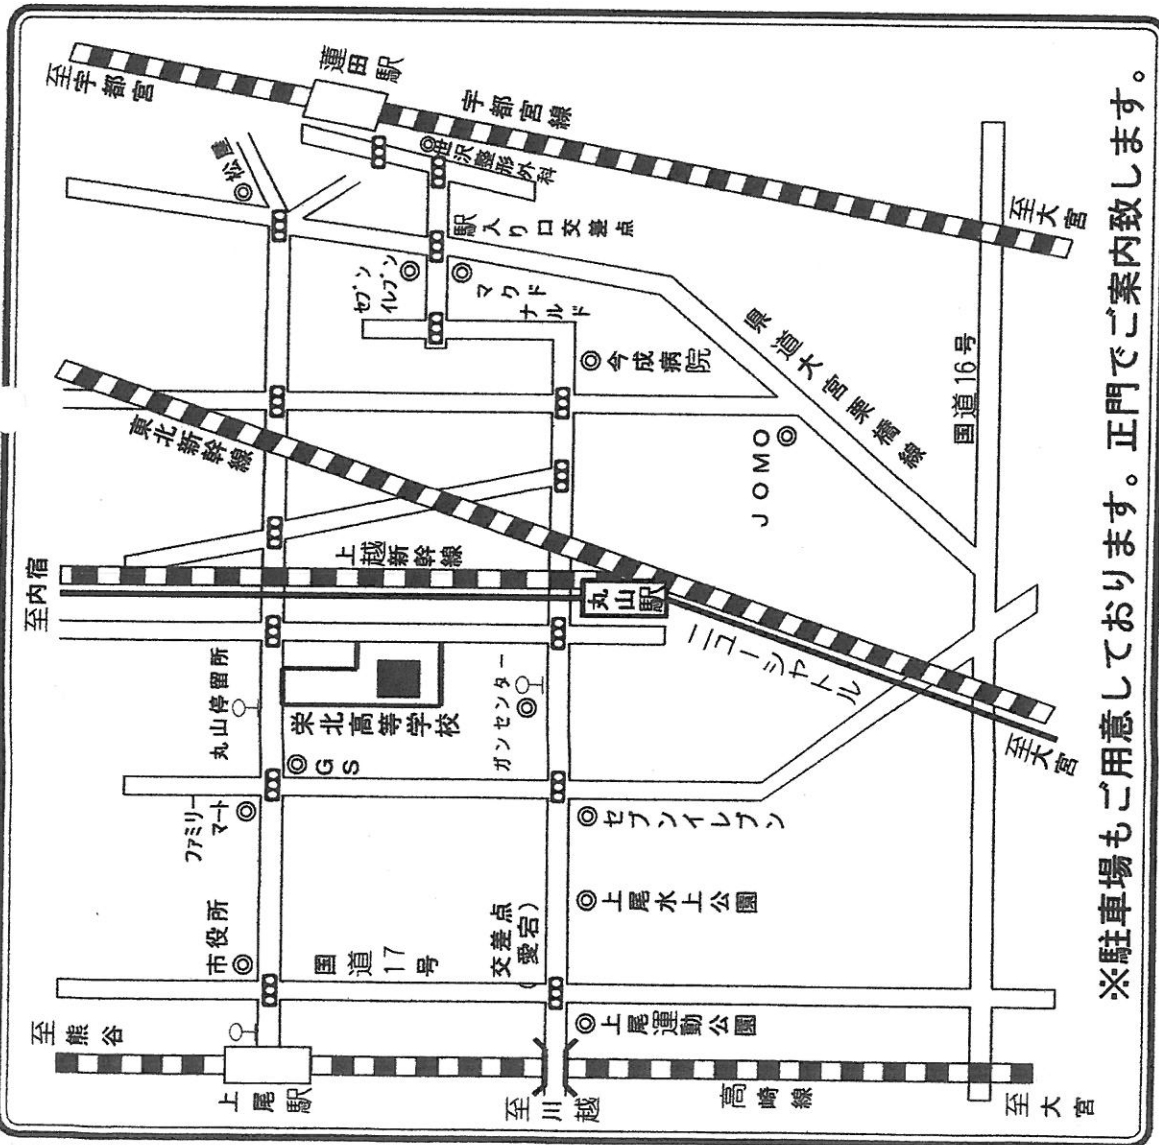 至宇都宮
蓮田駅
宇都宮線
松屋
世沢整形外科
駅入り口交差点
セブンイレブン
マクドナルド
至大宮
今成病院
県道大宮栗橋線
国道16号
東北新幹線
JOMO
上越新幹線
至内宿
丸山駅
ニューシャトル
至大宮
丸山停留所
栄北高等学校
ガンセンター
GS
ファミリーマート
セブンイレブン
上尾水上公園
市役所
国道17号
交差点
(愛宕)
上尾運動公園
至熊谷
上尾駅
至川越
高崎線
至大宮
※駐車場もご用意しております。正門でご案内致します。